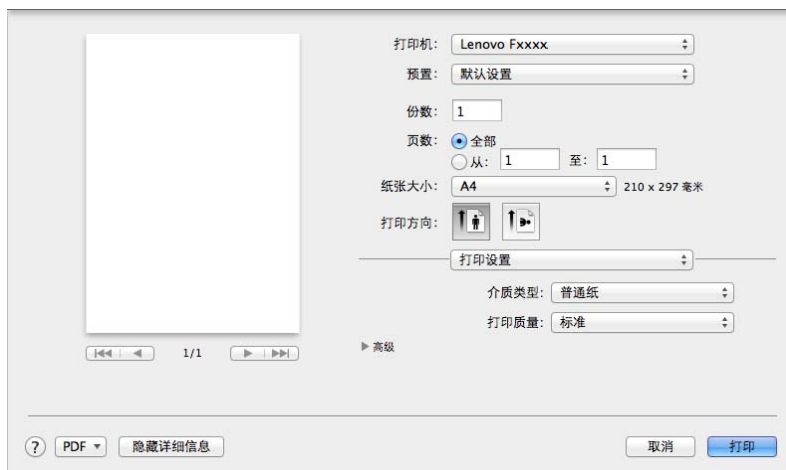 打印机: Lenovo Fxxxx
预置: 默认设置
份数: 1
页数: 全部
从: 1 至: 1
纸张大小: A4 210 x 297 毫米
打印方向:
打印设置
介质类型: 普通纸
打印质量: 标准
1/1
高级
? PDF 隐藏详细信息 取消 打印